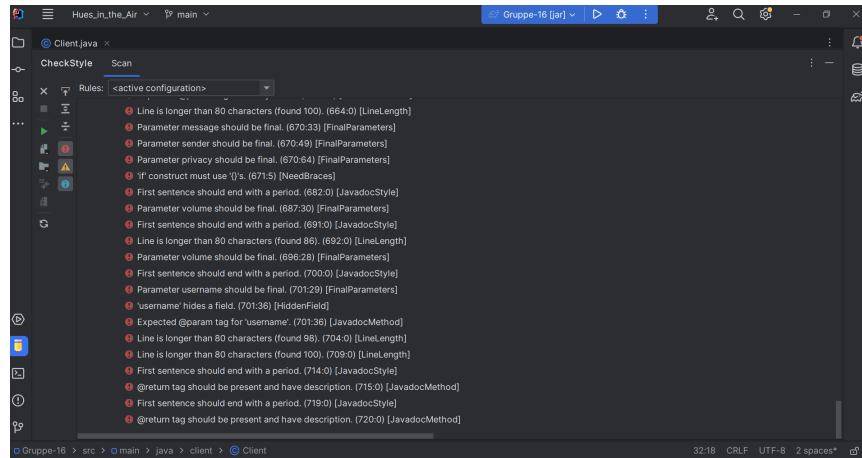 Hues_in_the_Air
main
Gruppe-16 [jar]
Client.java
CheckStyle
Scan
Rules:
<active configuration>
Line is longer than 80 characters (found 100). (664:0) [LineLength]
Parameter message should be final. (670:33) [FinalParameters]
Parameter sender should be final. (670:49) [FinalParameters]
Parameter privacy should be final. (670:64) [FinalParameters]
'if' construct must use '{}'s. (671:5) [NeedBraces]
First sentence should end with a period. (682:0) [JavadocStyle]
Parameter volume should be final. (687:30) [FinalParameters]
First sentence should end with a period. (691:0) [JavadocStyle]
Line is longer than 80 characters (found 86). (692:0) [LineLength]
Parameter volume should be final. (696:28) [FinalParameters]
First sentence should end with a period. (700:0) [JavadocStyle]
Parameter username should be final. (701:29) [FinalParameters]
'username' hides a field. (701:36) [HiddenField]
Expected @param tag for 'username'. (701:36) [JavadocMethod]
Line is longer than 80 characters (found 98). (704:0) [LineLength]
Line is longer than 80 characters (found 100). (709:0) [LineLength]
First sentence should end with a period. (714:0) [JavadocStyle]
@return tag should be present and have description. (715:0) [JavadocMethod]
First sentence should end with a period. (719:0) [JavadocStyle]
@return tag should be present and have description. (720:0) [JavadocMethod]
Gruppe-16 > src > main > java > client > Client
32:18 CRLF UTF-8 2 spaces*